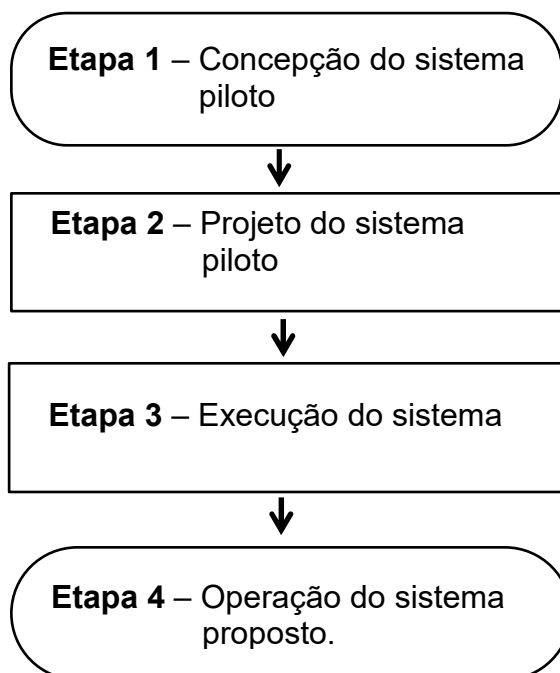 Etapa 1 – Concepção do sistema
piloto
Etapa 2 – Projeto do sistema
piloto
Etapa 3 – Execução do sistema
Etapa 4 – Operação do sistema
proposto.